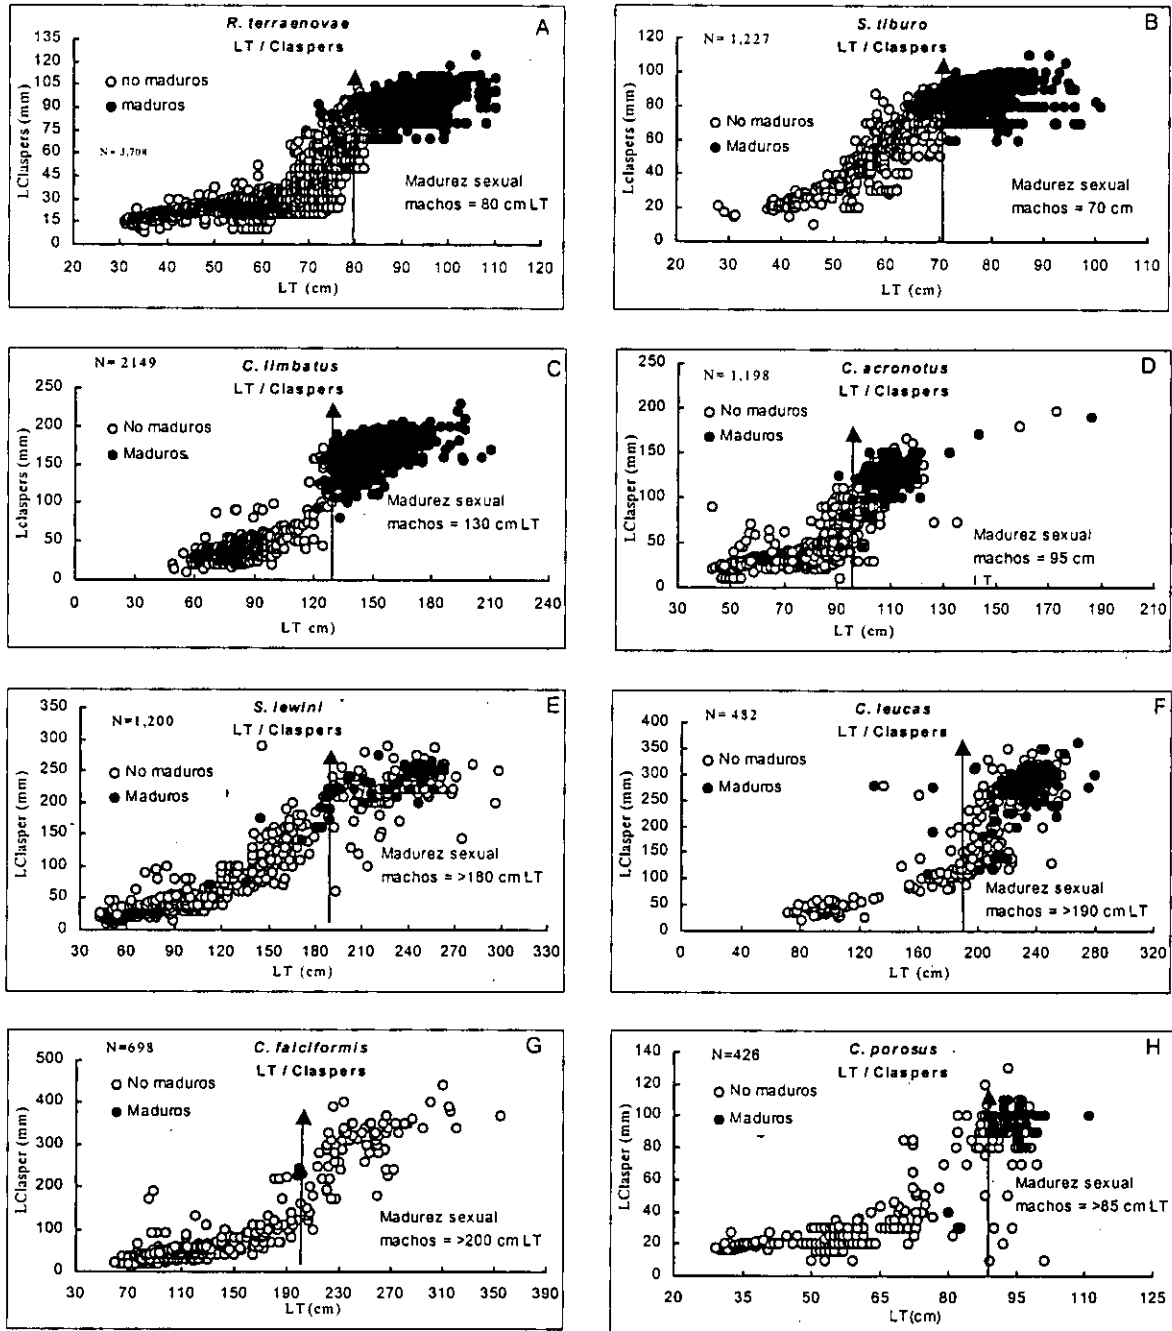 R. terraenovae
A
LT / Claspers
no maduros
maduros
N= 3,708
Madurez sexual
machos = 80 cm LT
LClaspers (mm)
135
120
105
90
75
60
45
30
15
0
20 30 40 50 60 70 80 90 100 110 120
LT (cm)
S. tiburo
B
N= 1,227
LT / Claspers
No maduros
Maduros
Madurez sexual
machos = 70 cm
LClaspers (mm)
120
100
80
60
40
20
0
20 30 40 50 60 70 80 90 100 110
LT (cm)
N= 2149
C. limbatus
C
LT / Claspers
No maduros
Maduros
Madurez sexual
machos = 130 cm LT
Lclaspers (mm)
250
200
150
100
50
0
0 30 60 90 120 150 180 210 240
LT cm)
C. acronotus
D
N= 1,198
LT / Claspers
No maduros
Maduros
Madurez sexual
machos = 95 cm
LT
LClasper (mm)
250
200
150
100
50
0
30 50 70 90 110 130 150 170 190 210
LT (cm)
S. lewini
E
N=1,200
LT / Claspers
No maduros
Maduros
Madurez sexual
machos = >180 cm LT
LClasper (mm)
350
300
250
200
150
100
50
0
30 60 90 120 150 180 210 240 270 300 330
LT (cm)
C. leucas
F
N= 482
LT / Claspers
No maduros
Maduros
Madurez sexual
machos = >190 cm LT
LClasper (mm)
400
350
300
250
200
150
100
50
0
0 40 80 120 160 200 240 280 320
LT (cm)
N=698
C. falciformis
G
LT / Claspers
No maduros
Maduros
Madurez sexual
machos = >200 cm LT
LClasper (mm)
500
400
300
200
100
0
30 70 110 150 190 230 270 310 350 390
LT(cm)
N=426
C. porosus
H
LT / Claspers
No maduros
Maduros
Madurez sexual
machos = >85 cm LT
LClasper (mm)
140
120
100
80
60
40
20
0
20 35 50 65 80 95 110 125
LT(cm)